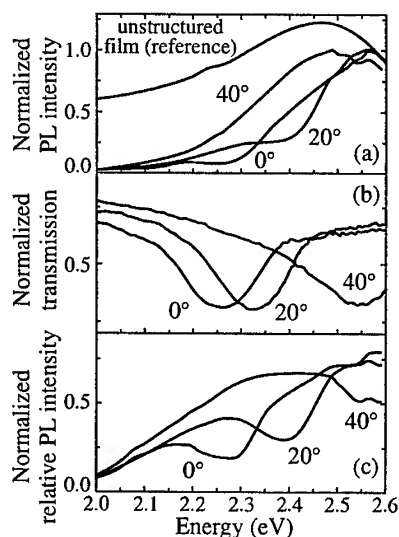 unstructured
film (reference)
1.0
0.5
0.0
Normalized
PL intensity
40°
20°
0°
(a)
(b)
0.5
Normalized
transmission
0°
20°
40°
0.5
0.0
Normalized
relative PL intensity
0°
20°
40°
(c)
2.0 2.1 2.2 2.3 2.4 2.5 2.6
Energy (eV)